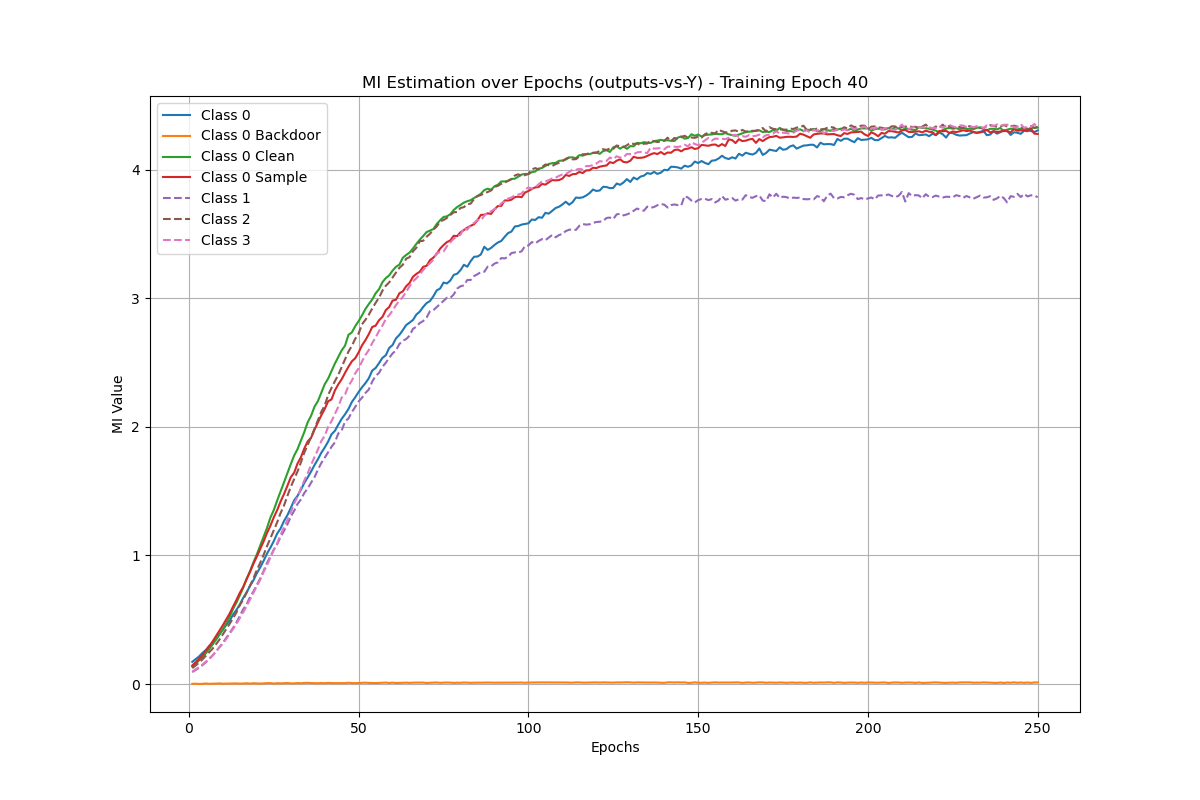 MI Estimation over Epochs (outputs-vs-Y) - Training Epoch 40
Class 0
Class 0 Backdoor
Class 0 Clean
Class 0 Sample
Class 1
Class 2
Class 3
4
3
2
1
0
MI Value
0 50 100 150 200 250
Epochs